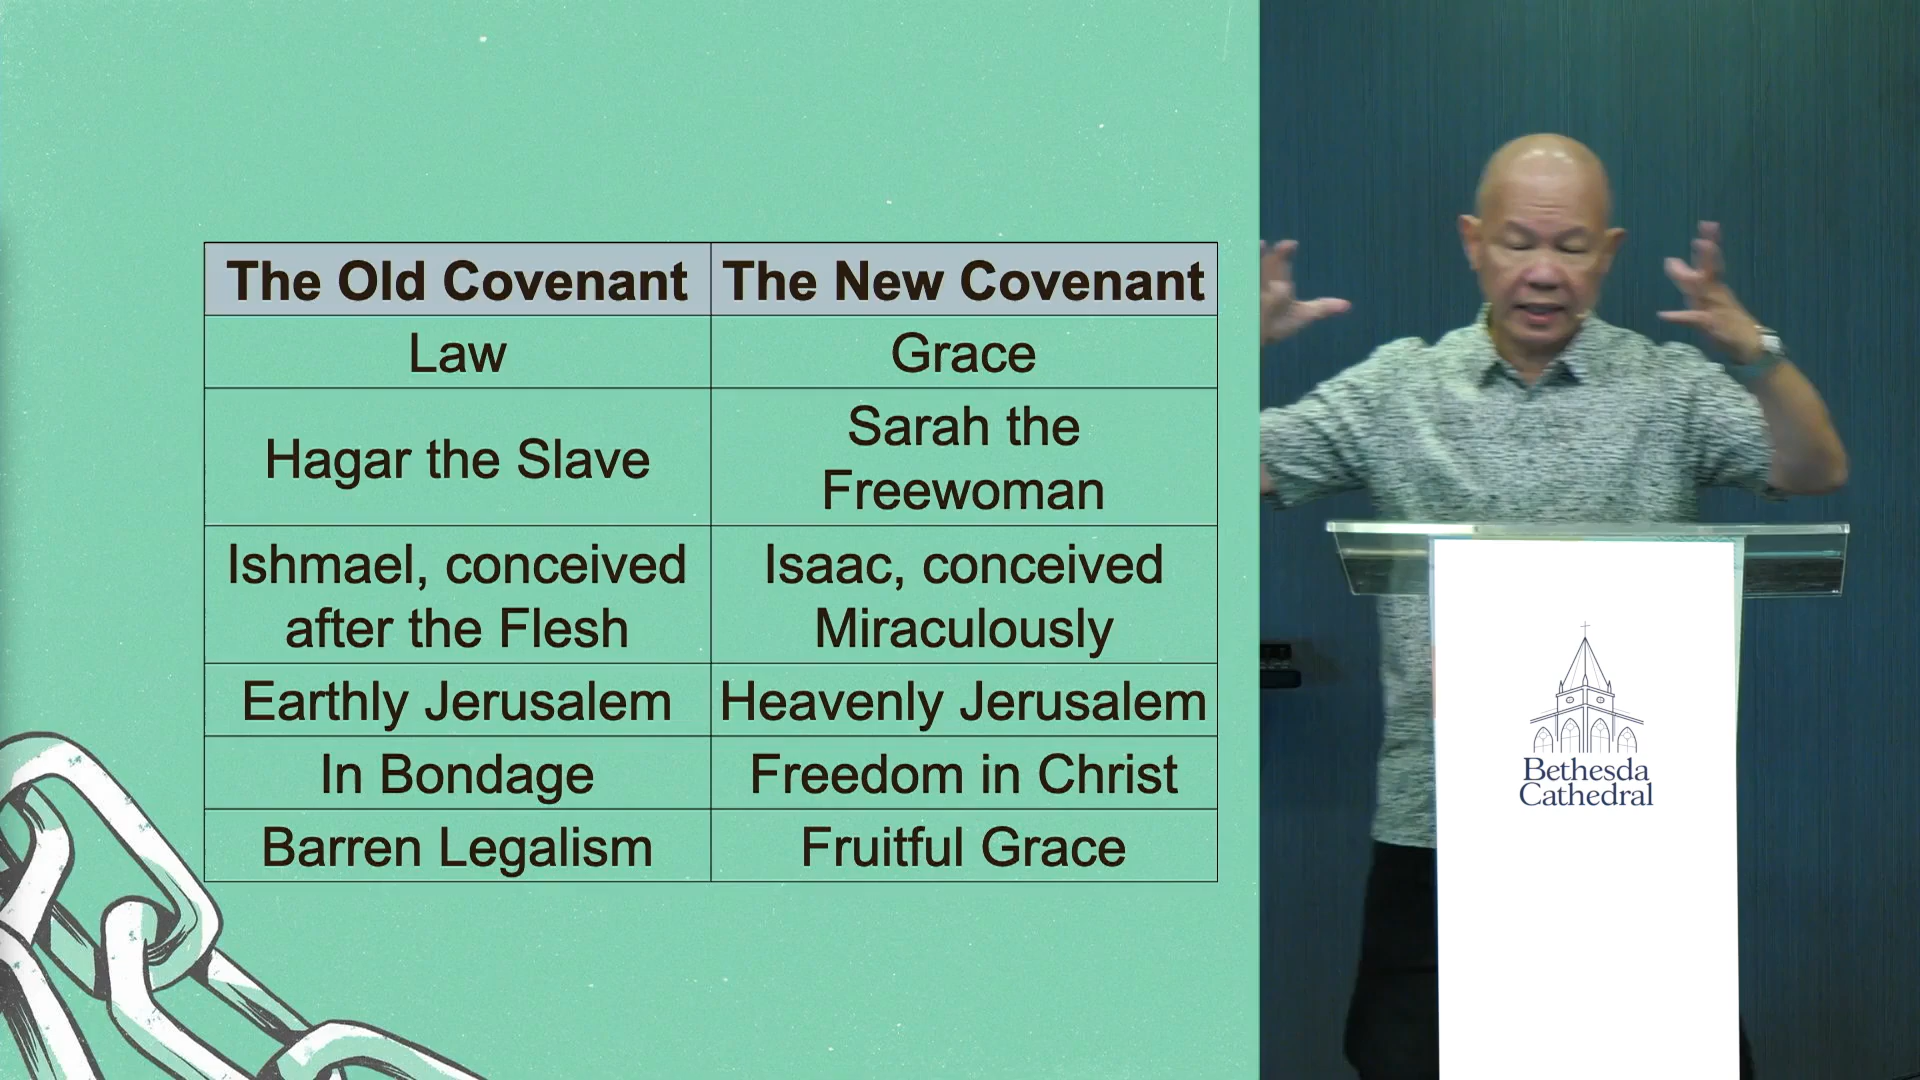 The Old Covenant
The New Covenant
Law
Grace
Hagar the Slave
Sarah the
Freewoman
Ishmael, conceived
after the Flesh
Isaac, conceived
Miraculously
Earthly Jerusalem
Heavenly Jerusalem
In Bondage
Freedom in Christ
Barren Legalism
Fruitful Grace
Bethesda
Cathedral